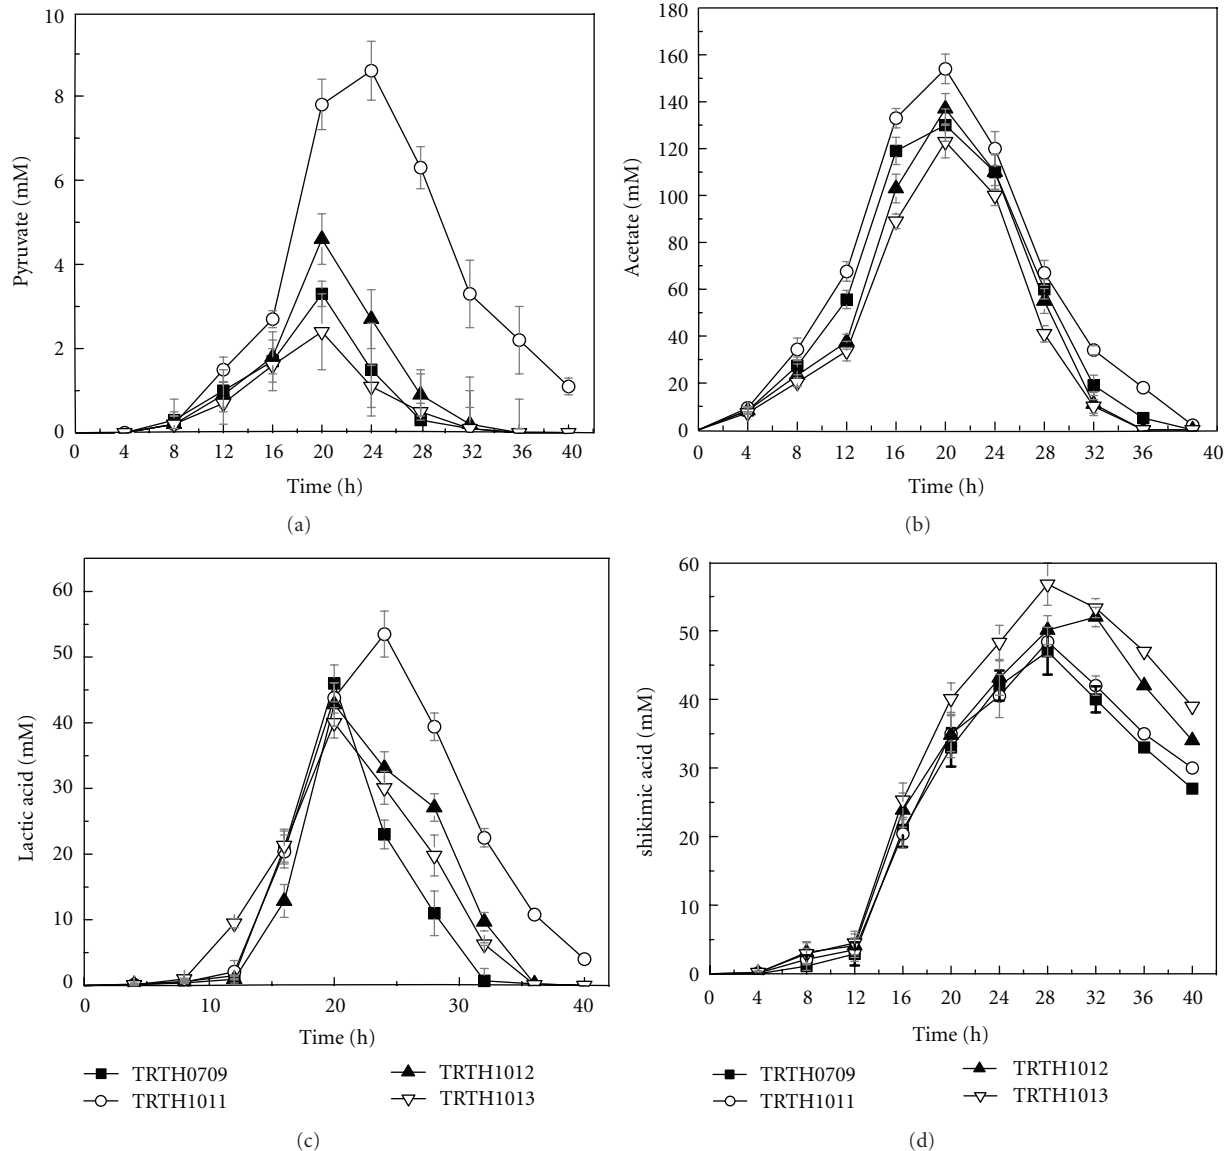 10
8
6
4
2
0
Pyruvate (mM)
0 4 8 12 16 20 24 28 32 36 40
Time (h)
(a)
180
160
140
120
100
80
60
40
20
0
Acetate (mM)
0 4 8 12 16 20 24 28 32 36 40
Time (h)
(b)
60
50
40
30
20
10
0
Lactic acid (mM)
0 10 20 30 40
Time (h)
TRTH0709
TRTH1011
TRTH1012
TRTH1013
(c)
60
50
40
30
20
10
0
shikimic acid (mM)
0 4 8 12 16 20 24 28 32 36 40
Time (h)
TRTH0709
TRTH1011
TRTH1012
TRTH1013
(d)